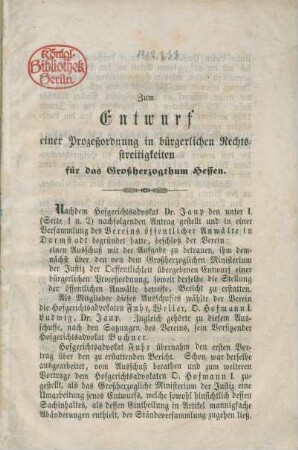 Königl.
Bibliothek
Berlin.
Zum
Entwurf
einer Prozeßordnung in bürgerlichen Rechts-
streitigkeiten
für das Großherzogthum Hessen.
Nachdem Hofgerichtsadvokat Dr. Jaup den unter I.
(Seite 1 u. 2) nachfolgenden Antrag gestellt und in einer
Versammlung des Vereins öffentlicher Anwälte in
Darmstadt begründet hatte, beschloß der Verein:
einen Ausschuß mit der Aufgabe zu betrauen, ihm dem-
nächst über den von dem Großherzoglichen Ministerium
der Justiz der Oeffentlichkeit übergebenen Entwurf einer
bürgerlichen Proceßordnung, soweit derselbe die Stellung
der öffentlichen Anwälte betreffe, Bericht zu erstatten.
Als Mitglieder dieses Ausschusses wählte der Verein
die Hofgerichtsadvokaten Fuhr, Weller, O. Hofmann I.
Ludwig, Dr. Jaup. Zugleich gehörte zu diesem Aus-
schusse, nach den Satzungen des Vereins, sein Vorsitzender
Hofgerichtsadvokat Buchner.
Hofgerichtsadvokat Fuhr übernahm den ersten Vor-
trag über den zu erstattenden Bericht. Schon war derselbe
ausgearbeitet, vom Ausschuß berathen und zum weiteren
Vortrage dem Hofgerichtsadvokaten O. Hofmann I. zu-
gestellt, als das Großherzogliche Ministerium der Justiz eine
Umarbeitung jenes Entwurfs, welche sowohl hinsichtlich dessen
Sachinhaltes, als dessen Eintheilung in Artikel mannigfache
Abänderungen enthielt, der Ständeversammlung zugehen ließ.